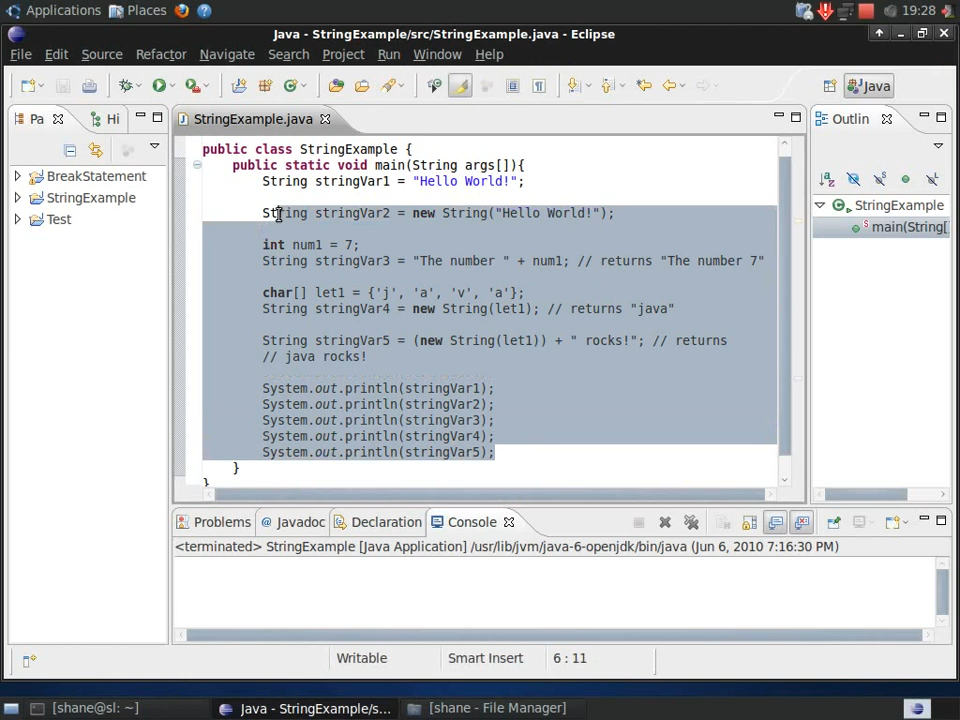 Applications Places 19:28
Java - StringExample/src/StringExample.java - Eclipse
File Edit Source Refactor Navigate Search Project Run Window Help
Java
Pa Hi StringExample.java Outlin
BreakStatement
StringExample
Test
public class StringExample {
public static void main(String args[]){
String stringVar1 = "Hello World!";
String stringVar2 = new String("Hello World!");
int num1 = 7;
String stringVar3 = "The number " + num1; // returns "The number 7"
char[] let1 = {'j', 'a', 'v', 'a'};
String stringVar4 = new String(let1); // returns "java"
String stringVar5 = (new String(let1)) + " rocks!"; // returns
// java rocks!
System.out.println(stringVar1);
System.out.println(stringVar2);
System.out.println(stringVar3);
System.out.println(stringVar4);
System.out.println(stringVar5);
}
}
StringExample
main(String[
Problems Javadoc Declaration Console
<terminated> StringExample [Java Application] /usr/lib/jvm/java-6-openjdk/bin/java (Jun 6, 2010 7:16:30 PM)
Writable Smart Insert 6 : 11
[shane@sl: ~] Java - StringExample/s... [shane - File Manager]